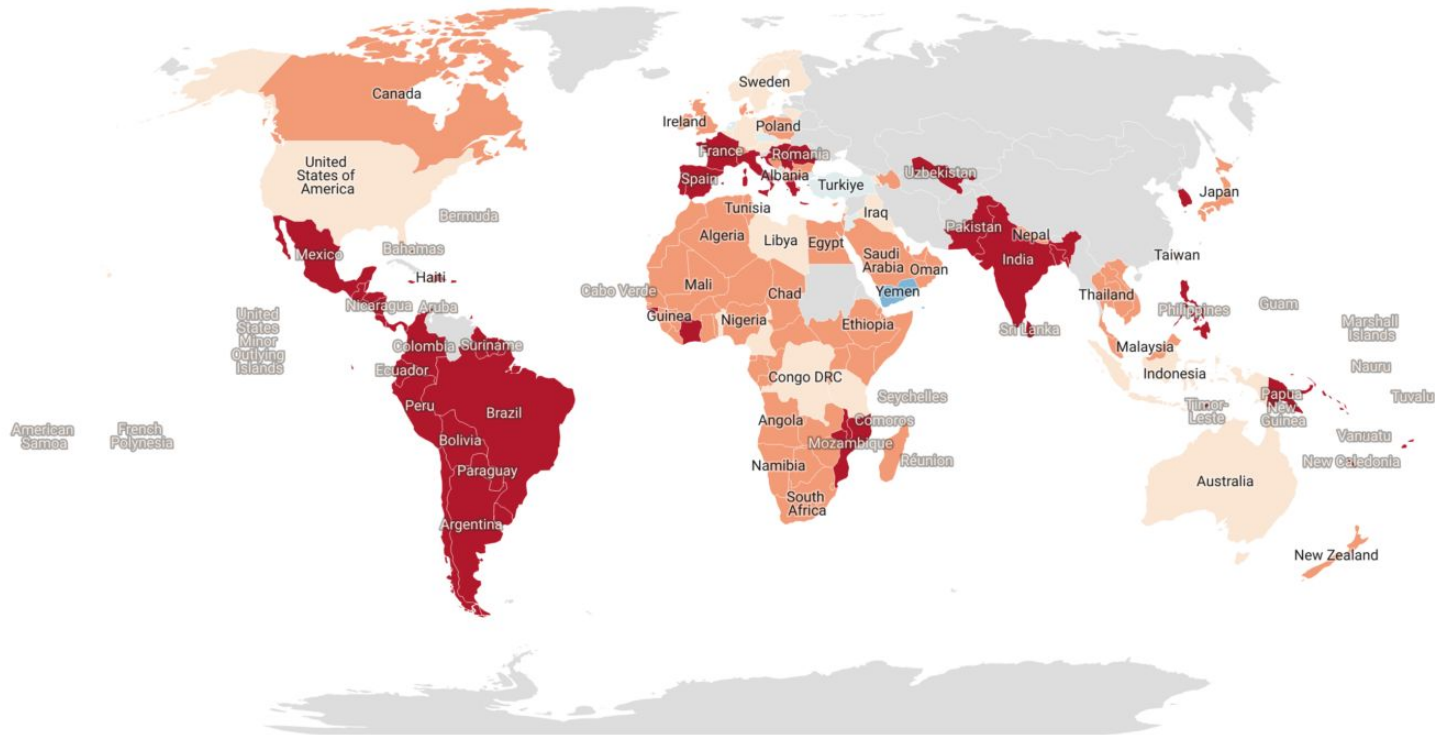 Sweden
Canada
Ireland
Poland
United
States of
America
France
Romania
Spain
Albania
Turkiye
Uzbekistan
Japan
Bermuda
Tunisia
Iraq
Pakistan
Nepal
Algeria
Libya
Egypt
Saudi
Arabia
Oman
India
Taiwan
Mexico
Bahamas
Haiti
Cabo Verde
Mali
Chad
Yemen
Thailand
Philippines
Guam
Nicaragua
Aruba
United
States
Minor
Outlying
Islands
Guinea
Nigeria
Ethiopia
Sri Lanka
Marshall
Islands
Colombia
Suriname
Malaysia
Ecuador
Congo DRC
Indonesia
Nauru
Peru
Brazil
Seychelles
Papua
New
Guinea
Tuvalu
American
Samoa
French
Polynesia
Bolivia
Angola
Comoros
Mozambique
Timor-
Leste
Vanuatu
Paraguay
Namibia
Réunion
New Caledonia
Australia
Argentina
South
Africa
New Zealand